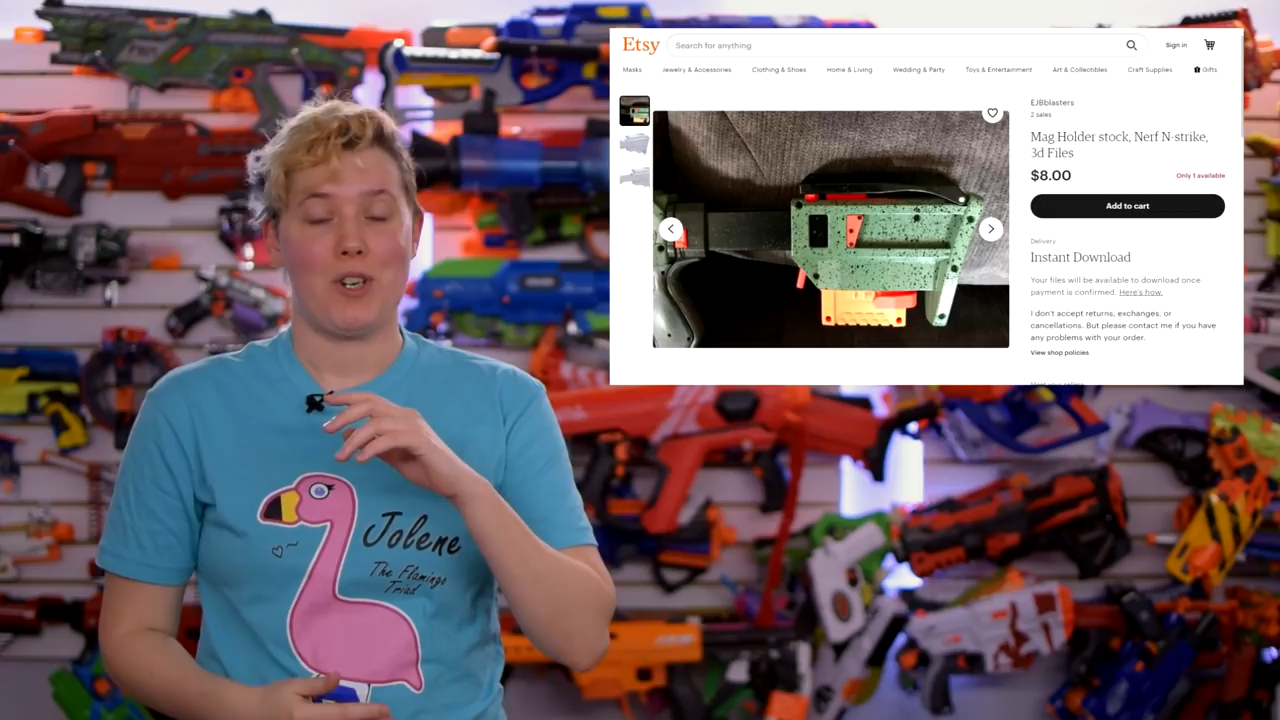 Etsy
Search for anything
Sign in
Masks
Jewelry & Accessories
Clothing & Shoes
Home & Living
Wedding & Party
Toys & Entertainment
Art & Collectibles
Craft Supplies
Gifts
EJBblasters
2 sales
Mag Holder stock, Nerf N-strike,
3d Files
$8.00
Only 1 available
Add to cart
Delivery
Instant Download
Your files will be available to download once
payment is confirmed. Here's how.
I don't accept returns, exchanges, or
cancellations. But please contact me if you have
any problems with your order.
View shop policies
Jolene
The Flamingo
Triad